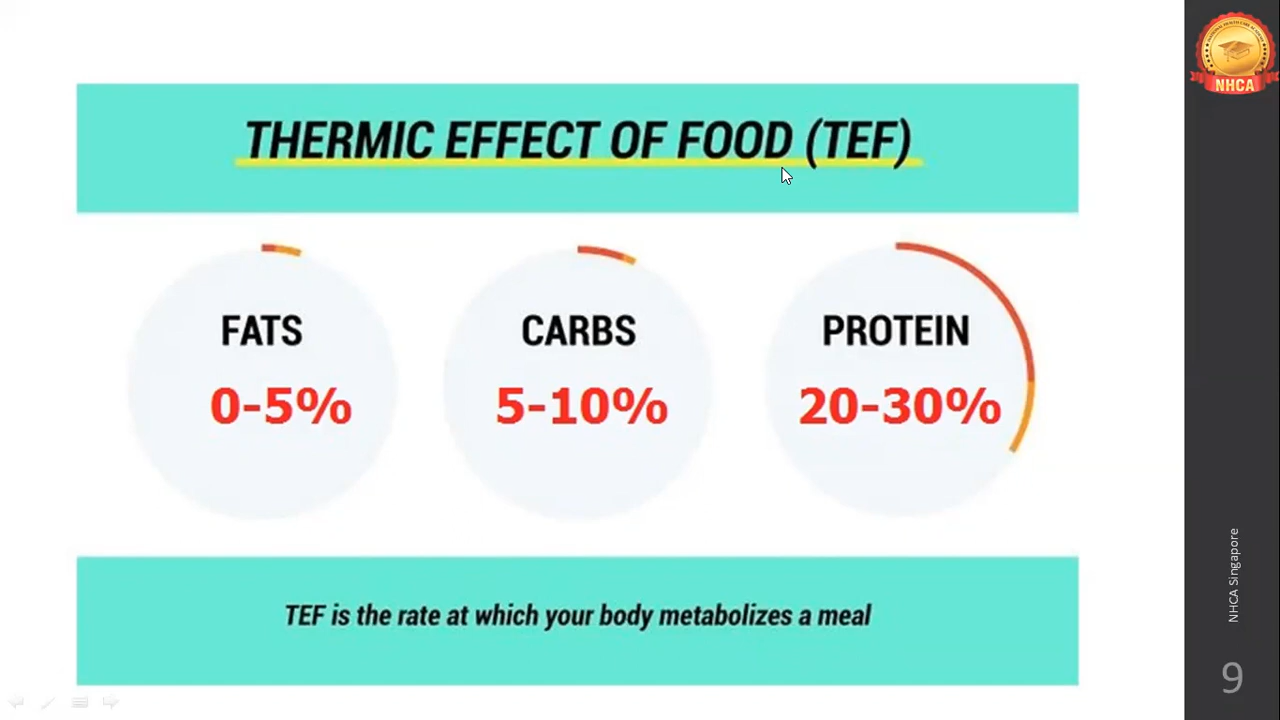 THERMIC EFFECT OF FOOD (TEF)
FATS
0-5%
CARBS
5-10%
PROTEIN
20-30%
TEF is the rate at which your body metabolizes a meal
NHCA
NHCA Singapore
9